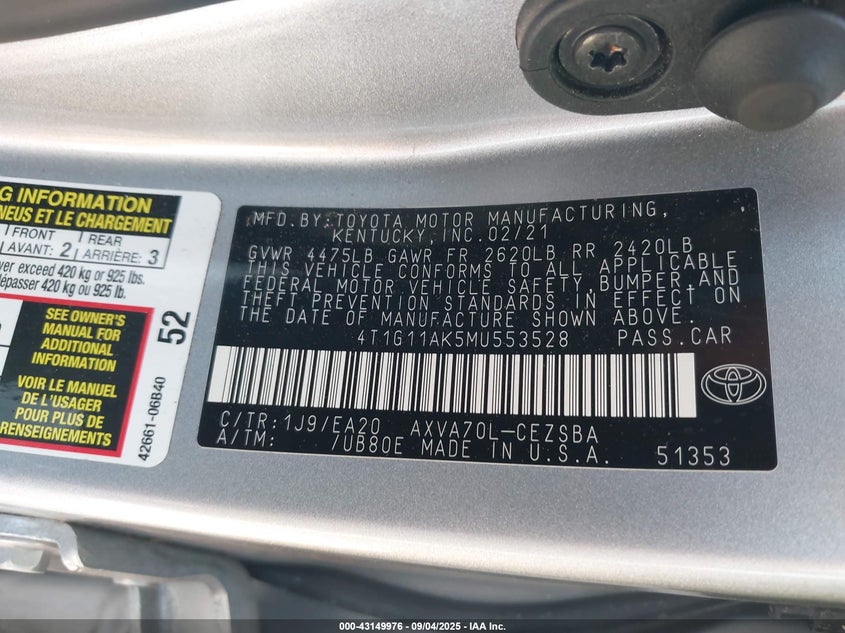 G INFORMATION
NEUS ET LE CHARGEMENT
FRONT
AVANT: 2
REAR
ARRIÈRE: 3
ver exceed 420 kg or 925 lbs.
dépasser 420 kg ou 925 lb.
SEE OWNER'S
MANUAL FOR
ADDITIONAL
INFORMATION
VOIR LE MANUEL
DE L'USAGER
POUR PLUS DE
RENSEIGNEMENTS
52
42661-06B40
MFD.BY:TOYOTA MOTOR MANUFACTURING,
KENTUCKY, INC.02/21
GVWR 4475LB GAWR FR 2620LB RR 2420LB
THIS VEHICLE CONFORMS TO ALL APPLICABLE
FEDERAL MOTOR VEHICLE SAFETY,BUMPER,AND
THEFT PREVENTION STANDARDS IN EFFECT ON
THE DATE OF MANUFACTURE SHOWN ABOVE.
4T1G11AK5MU553528 PASS.CAR
C/TR:1J9/EA20 AXVA70L-CEZSBA
A/TM: 7UB80E MADE IN U.S.A. 51353
000-43149976 - 09/04/2025 - IAA Inc.